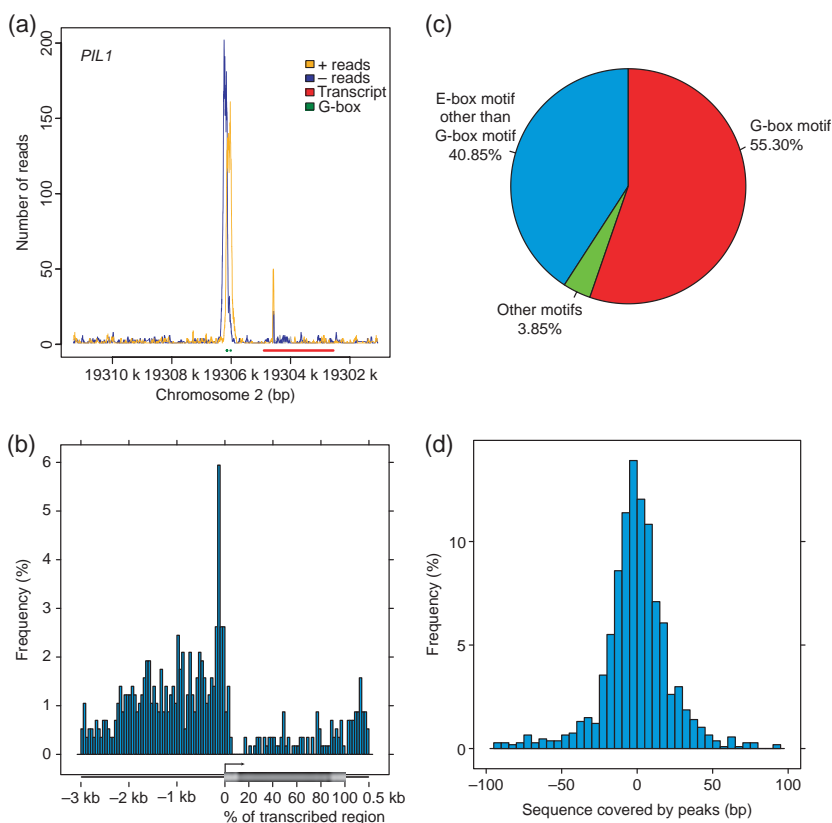 (a)
PIL1
+ reads
– reads
Transcript
G-box
200
150
100
50
0
Number of reads
19310 k 19308 k 19306 k 19304 k 19302 k
Chromosome 2 (bp)
(c)
E-box motif
other than
G-box motif
40.85%
G-box motif
55.30%
Other motifs
3.85%
(b)
6
5
4
3
2
1
0
Frequency (%)
–3 kb –2 kb –1 kb 0 20 40 60 80 100 0.5 kb
% of transcribed region
(d)
10
5
0
Frequency (%)
–100 –50 0 50 100
Sequence covered by peaks (bp)